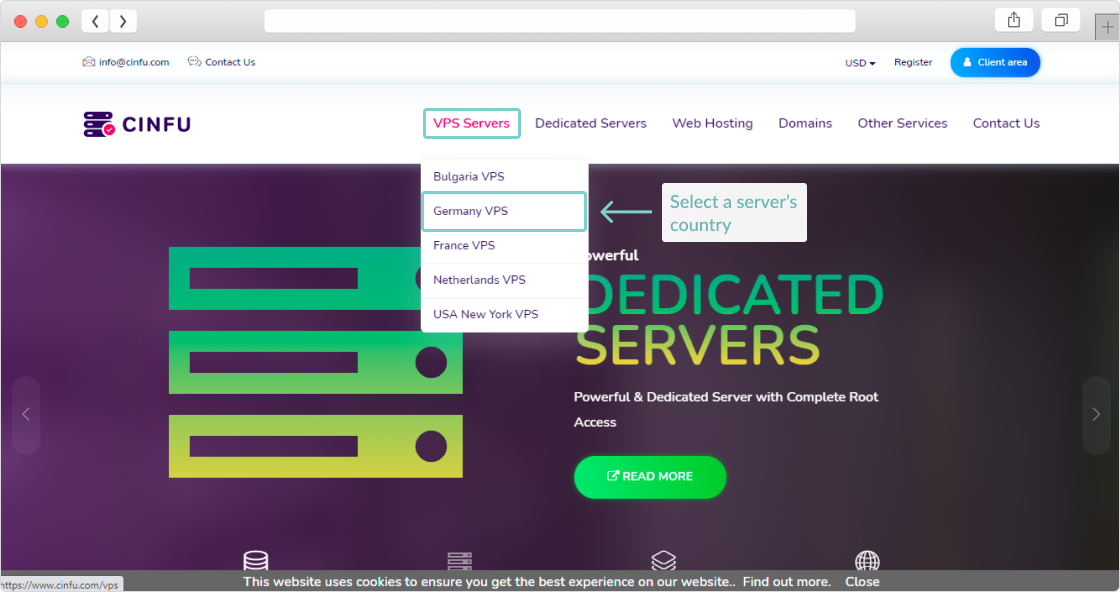 info@cinfu.com
Contact Us
USD
Register
Client area
CINFU
VPS Servers
Dedicated Servers
Web Hosting
Domains
Other Services
Contact Us
Bulgaria VPS
Germany VPS
France VPS
Netherlands VPS
USA New York VPS
Select a server's
country
owerful
DEDICATED
SERVERS
Powerful & Dedicated Server with Complete Root
Access
READ MORE
https://www.cinfu.com/vps
This website uses cookies to ensure you get the best experience on our website.. Find out more. Close